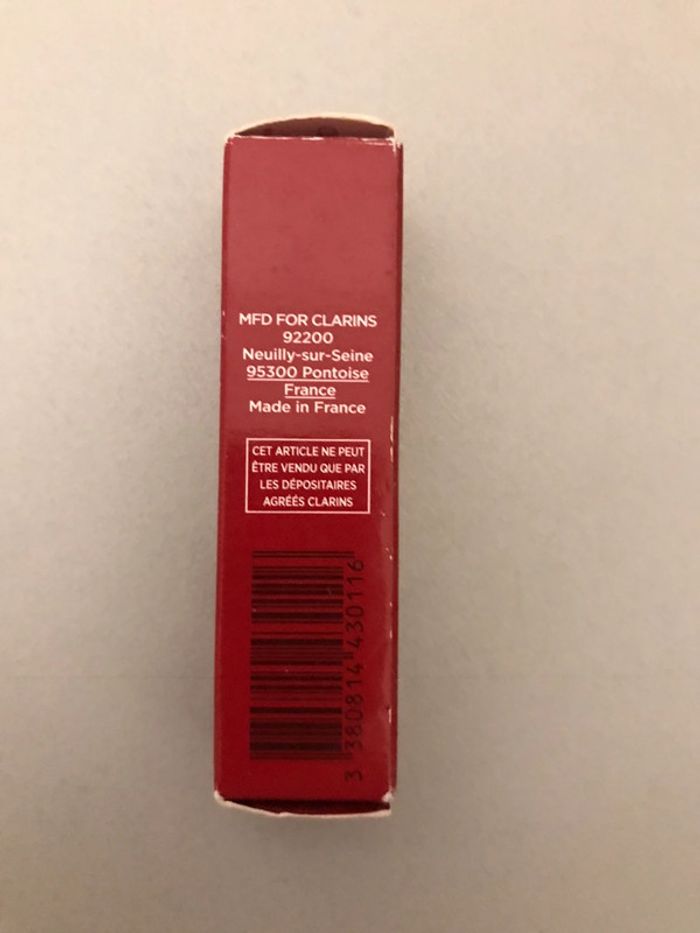 MFD FOR CLARINS
92200
Neuilly-sur-Seine
95300 Pontoise
France
Made in France
CET ARTICLE NE PEUT
ÊTRE VENDU QUE PAR
LES DÉPOSITAIRES
AGRÉÉS CLARINS
3 380814 430116